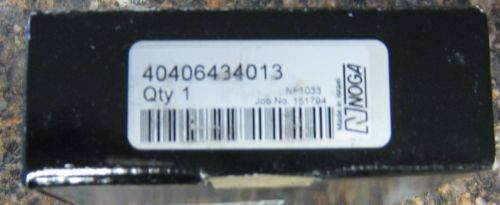 40406434013
Qty 1
NF1033
Job No. 151794
Made in Israel
NOGA